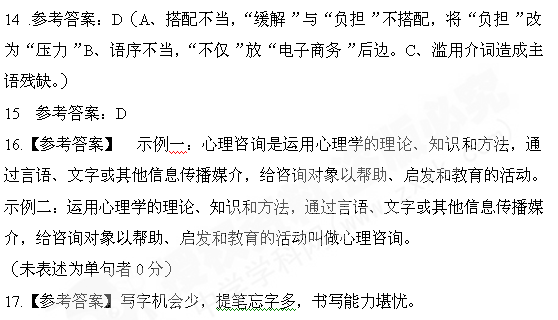 14 .参考答案：D（A、搭配不当，“缓解”与“负担”不搭配，将“负担”改
为“压力”B、语序不当，“不仅”放“电子商务”后边。C、滥用介词造成主
语残缺。）
15  参考答案：D
16.【参考答案】  示例一：心理咨询是运用心理学的理论、知识和方法，通
过言语、文字或其他信息传播媒介，给咨询对象以帮助、启发和教育的活动。
示例二：运用心理学的理论、知识和方法，通过言语、文字或其他信息传播媒
介，给咨询对象以帮助、启发和教育的活动叫做心理咨询。
（未表述为单句者0分）
17.【参考答案】写字机会少，提笔忘字多，书写能力堪忧。